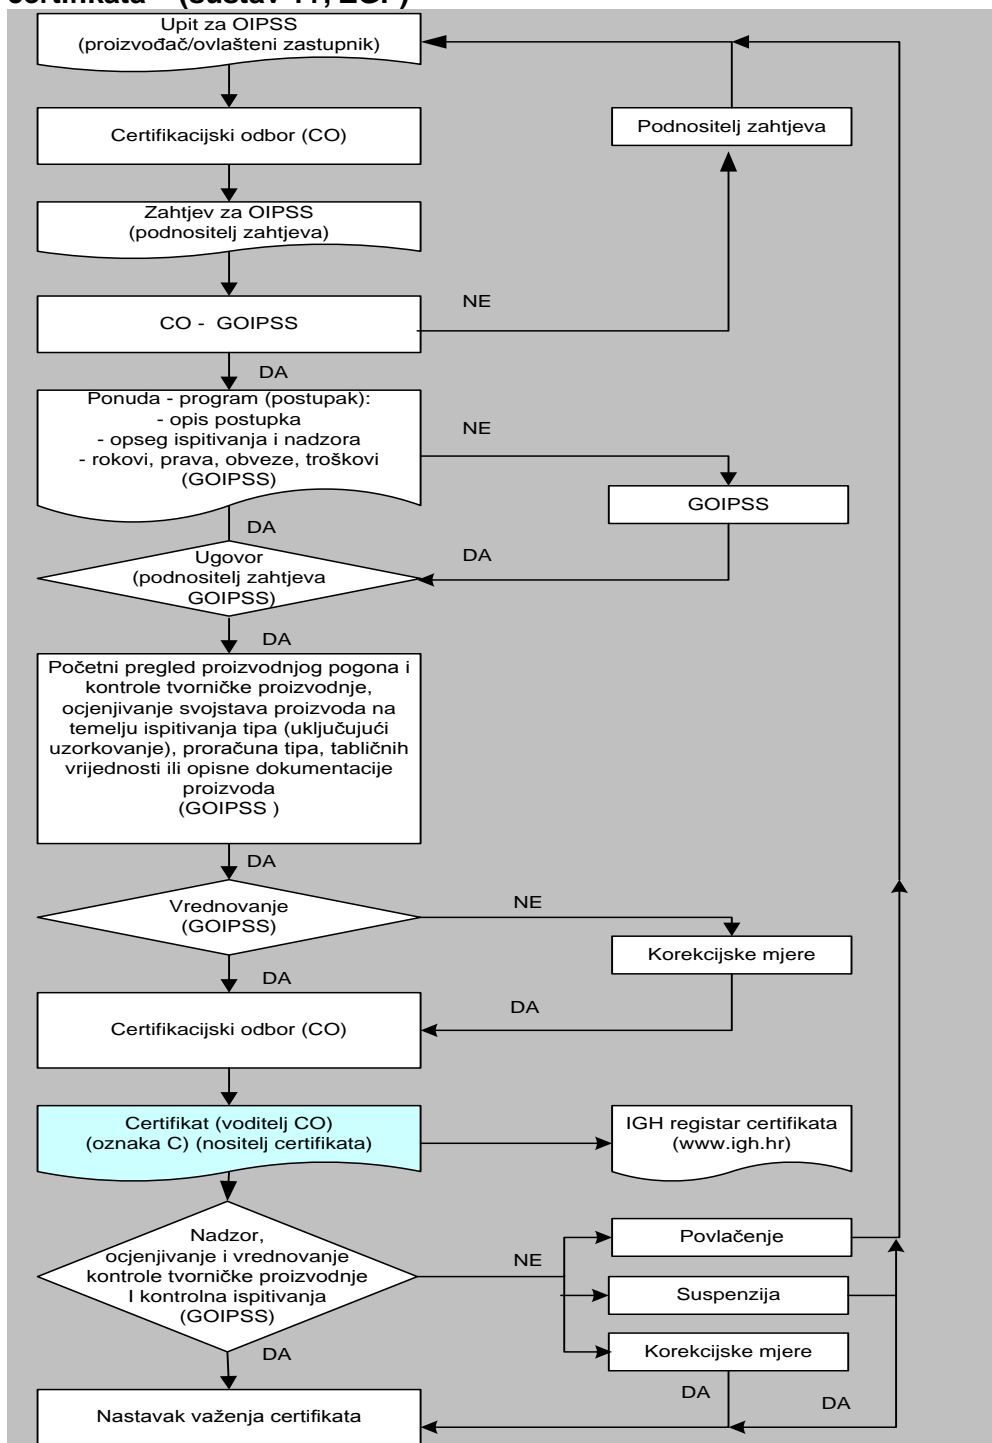 certifikata – (sustav 1+, ZGP)
Upit za OIPSS
(proizvođač/ovlašteni zastupnik)
Certifikacijski odbor (CO)
Podnositelj zahtjeva
Zahtjev za OIPSS
(podnositelj zahtjeva)
CO - GOIPSS
NE
DA
Ponuda - program (postupak):
- opis postupka
- opseg ispitivanja i nadzora
- rokovi, prava, obveze, troškovi
(GOIPSS)
NE
GOIPSS
DA
DA
Ugovor
(podnositelj zahtjeva
GOIPSS)
DA
Početni pregled proizvodnjog pogona i
kontrole tvorničke proizvodnje,
ocjenjivanje svojstava proizvoda na
temelju ispitivanja tipa (uključujući
uzorkovanje), proračuna tipa, tabličnih
vrijednosti ili opisne dokumentacije
proizvoda
(GOIPSS )
DA
Vrednovanje
(GOIPSS)
NE
Korekcijske mjere
DA
DA
Certifikacijski odbor (CO)
Certifikat (voditelj CO)
(oznaka C) (nositelj certifikata)
IGH registar certifikata
(www.igh.hr)
Nadzor,
ocjenjivanje i vrednovanje
kontrole tvorničke proizvodnje
I kontrolna ispitivanja
(GOIPSS)
NE
Povlačenje
Suspenzija
Korekcijske mjere
DA
DA
DA
Nastavak važenja certifikata